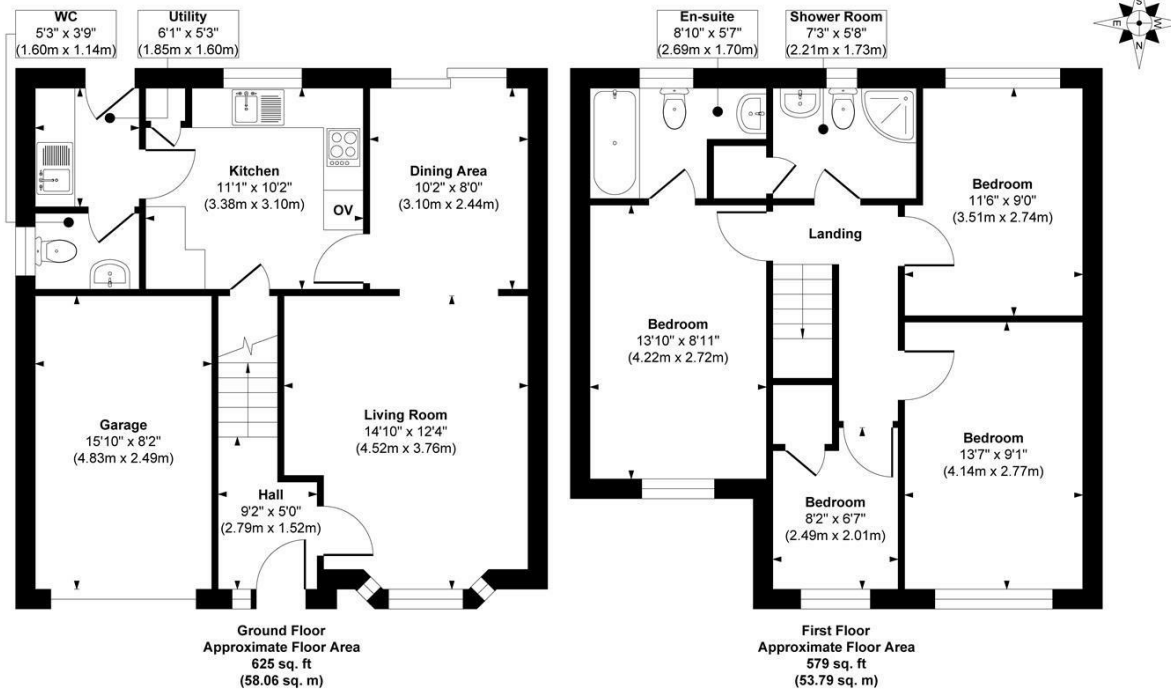 WC
5'3" x 3'9"
(1.60m x 1.14m)
Utility
6'1" x 5'3"
(1.85m x 1.60m)
Kitchen
11'1" x 10'2"
(3.38m x 3.10m)
OV
Dining Area
10'2" x 8'0"
(3.10m x 2.44m)
Garage
15'10" x 8'2"
(4.83m x 2.49m)
Living Room
14'10" x 12'4"
(4.52m x 3.76m)
Hall
9'2" x 5'0"
(2.79m x 1.52m)
Ground Floor
Approximate Floor Area
625 sq. ft
(58.06 sq. m)
En-suite
8'10" x 5'7"
(2.69m x 1.70m)
Shower Room
7'3" x 5'8"
(2.21m x 1.73m)
S
E
W
N
Bedroom
11'6" x 9'0"
(3.51m x 2.74m)
Landing
Bedroom
13'10" x 8'11"
(4.22m x 2.72m)
Bedroom
13'7" x 9'1"
(4.14m x 2.77m)
Bedroom
8'2" x 6'7"
(2.49m x 2.01m)
First Floor
Approximate Floor Area
579 sq. ft
(53.79 sq. m)